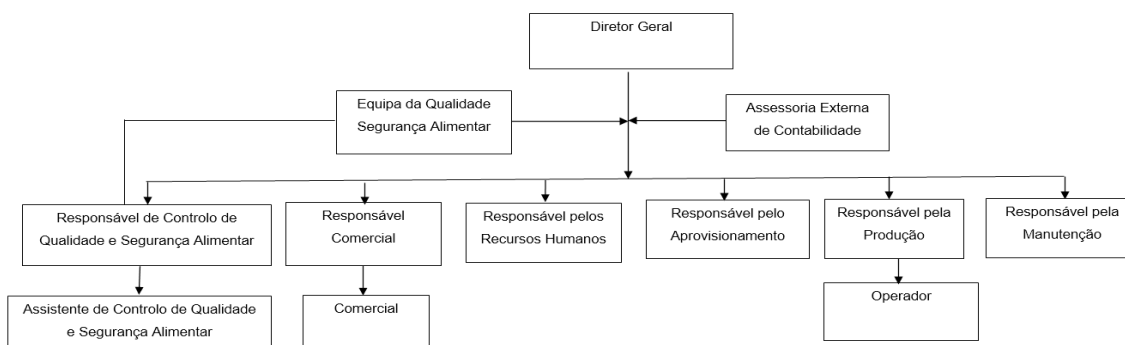 Diretor Geral
Equipa da Qualidade
Segurança Alimentar
Assessoria Externa
de Contabilidade
Responsável de Controlo de
Qualidade e Segurança Alimentar
Responsável
Comercial
Responsável pelos
Recursos Humanos
Responsável pelo
Aprovisionamento
Responsável pela
Produção
Responsável pela
Manutenção
Assistente de Controlo de Qualidade
e Segurança Alimentar
Comercial
Operador